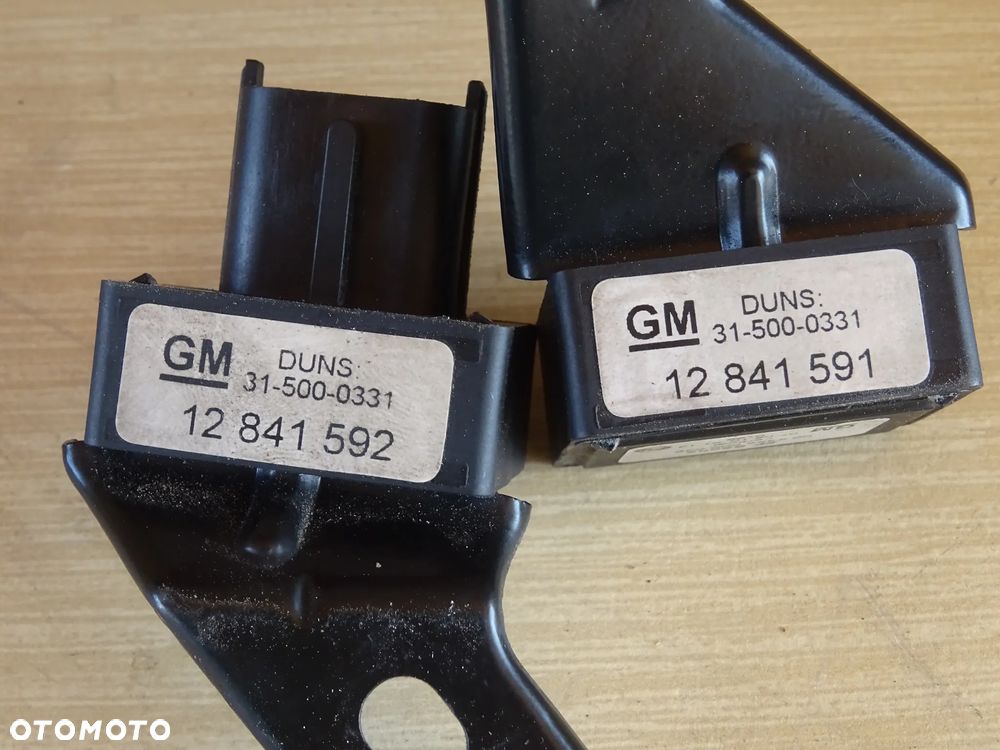 GM DUNS:
31-500-0331
12 841 592
GM DUNS:
31-500-0331
12 841 591
OTOMOTO